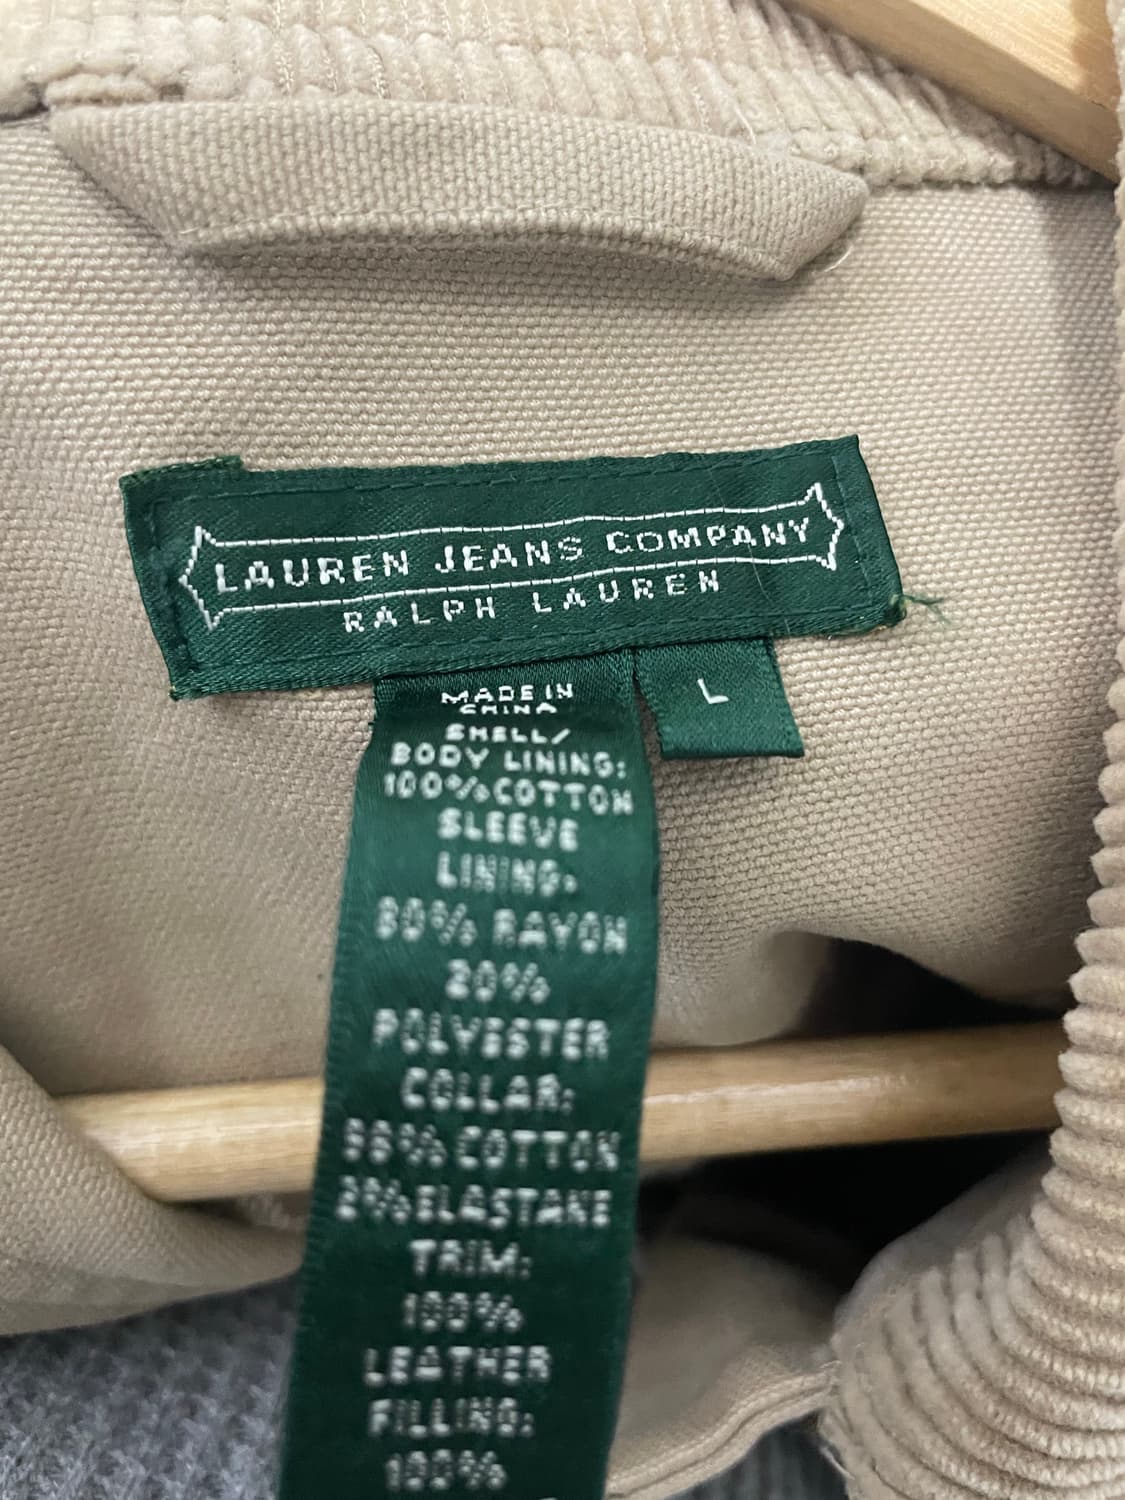 LAUREN JEANS COMPANY
RALPH LAUREN
L
MADE IN
CHINA
SHELL/
BODY LINING:
100% COTTON
SLEEVE
LINING:
80% RAYON
20%
POLYESTER
COLLAR:
98% COTTON
2% ELASTANE
TRIM:
100%
LEATHER
FILLING:
100%